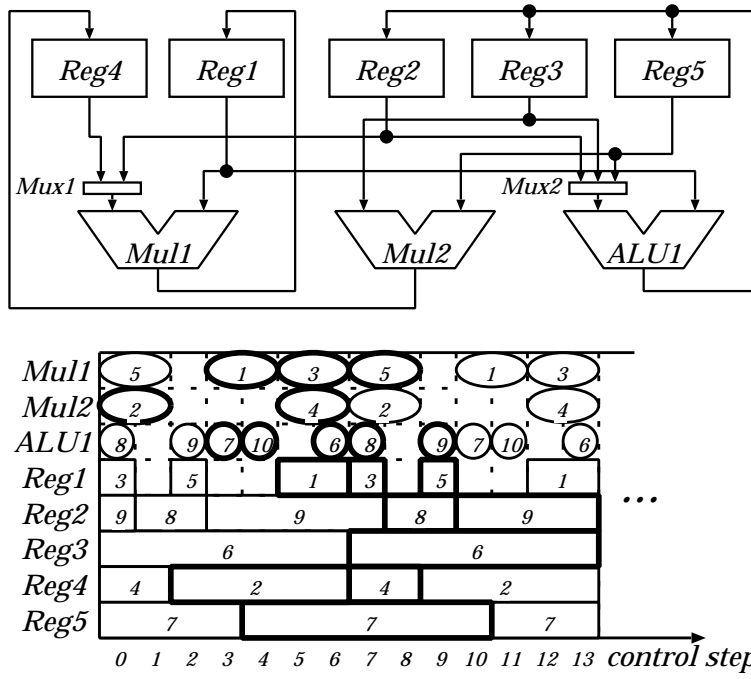 Reg4 Reg1 Reg2 Reg3 Reg5
Mux1 Mux2
Mul1 Mul2 ALU1
Mul1 5 1 3 5 1 3
Mul2 2 4 2 4
ALU1 8 9 7 10 6 8 9 7 10 6
Reg1 3 5 1 3 5 1
Reg2 9 8 9 8 9
...
Reg3 6 6
Reg4 4 2 4 2
Reg5 7 7 7
0 1 2 3 4 5 6 7 8 9 10 11 12 13 control step